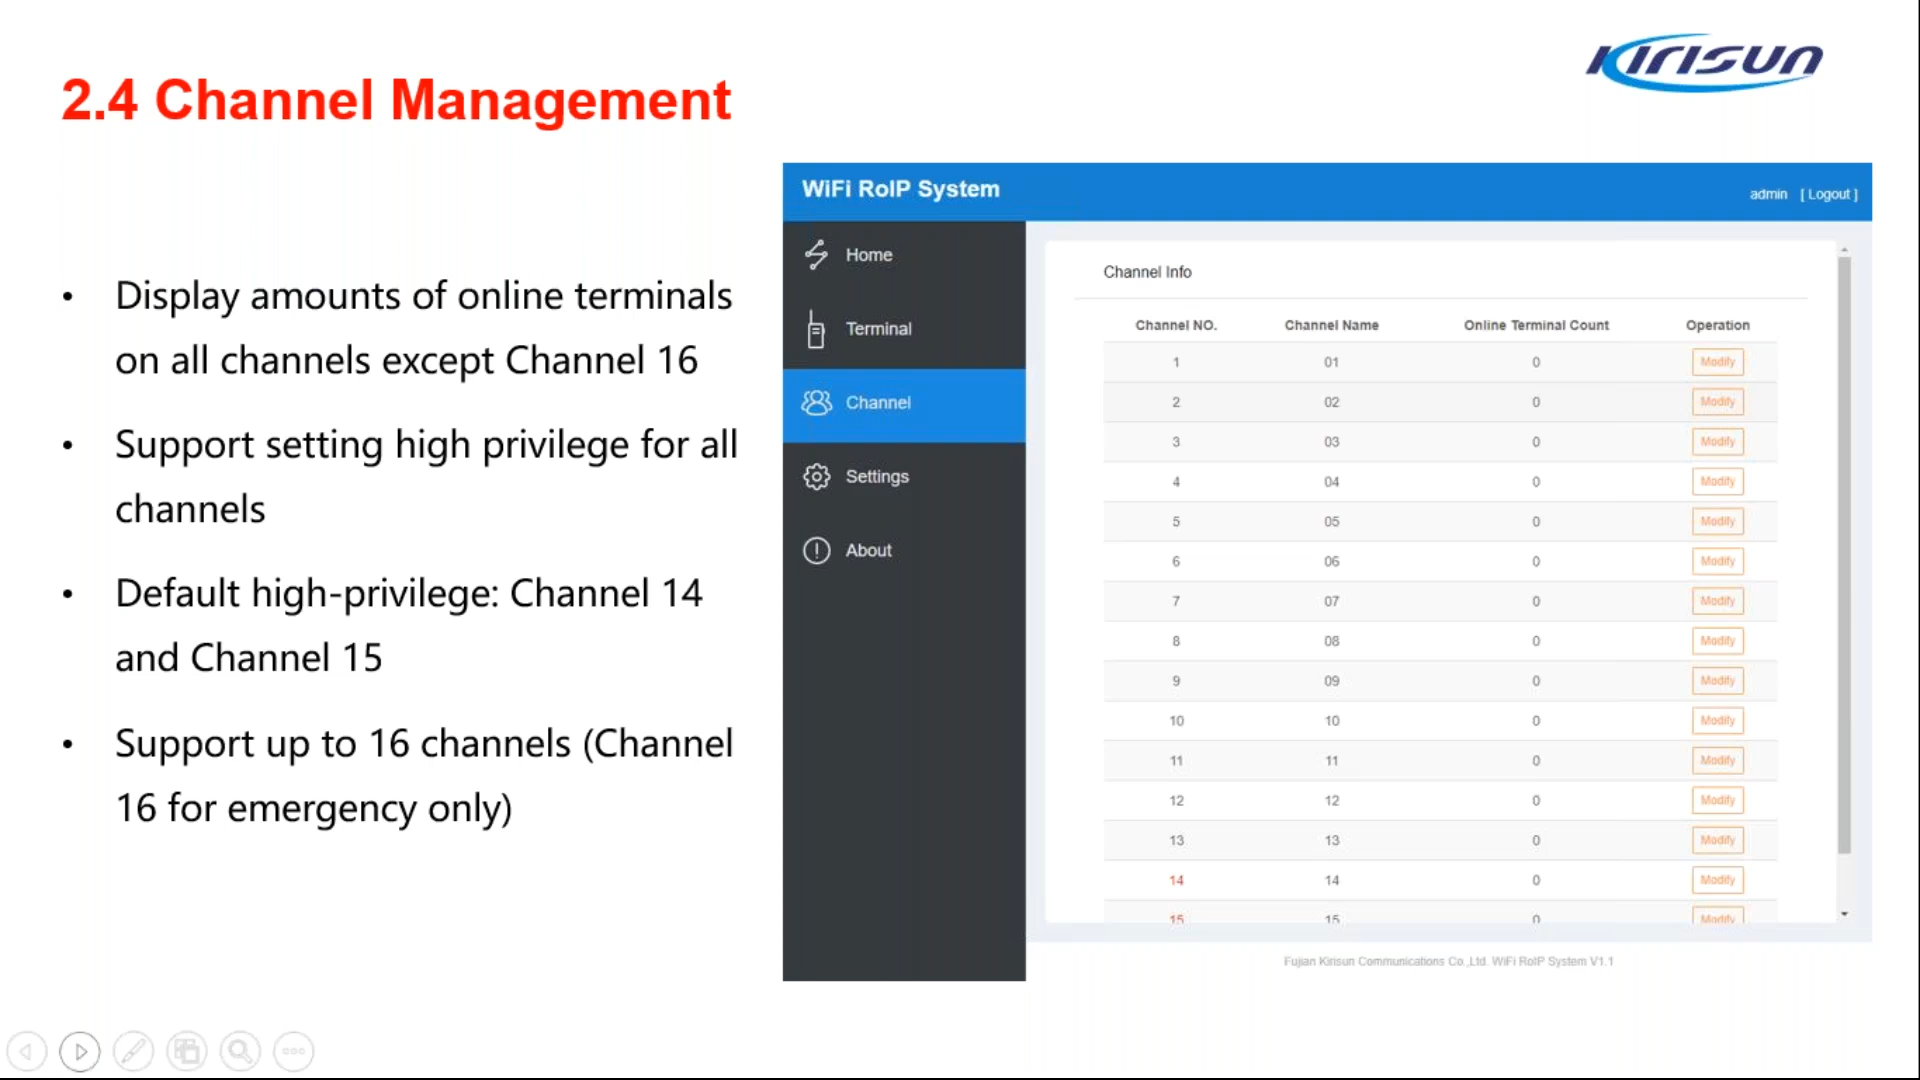 KIRISUN
2.4 Channel Management
• Display amounts of online terminals
on all channels except Channel 16
• Support setting high privilege for all
channels
• Default high-privilege: Channel 14
and Channel 15
• Support up to 16 channels (Channel
16 for emergency only)
WiFi RoIP System
admin [ Logout ]
Home
Terminal
Channel
Settings
About
Channel Info
Channel NO. Channel Name Online Terminal Count Operation
1 01 0 Modify
2 02 0 Modify
3 03 0 Modify
4 04 0 Modify
5 05 0 Modify
6 06 0 Modify
7 07 0 Modify
8 08 0 Modify
9 09 0 Modify
10 10 0 Modify
11 11 0 Modify
12 12 0 Modify
13 13 0 Modify
14 14 0 Modify
15 15 0 Modify
Fujian Kirisun Communications Co.,Ltd. WiFi RoIP System V1.1